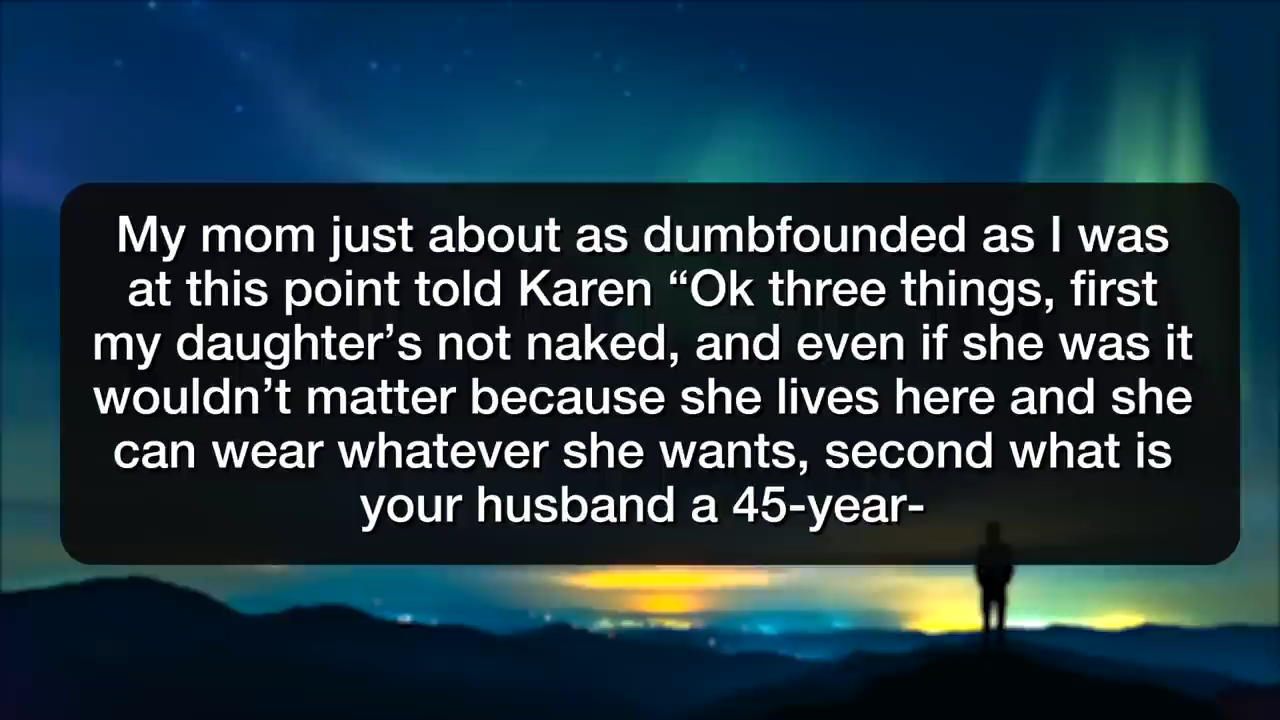 My mom just about as dumbfounded as I was
at this point told Karen “Ok three things, first
my daughter’s not naked, and even if she was it
wouldn’t matter because she lives here and she
can wear whatever she wants, second what is
your husband a 45-year-